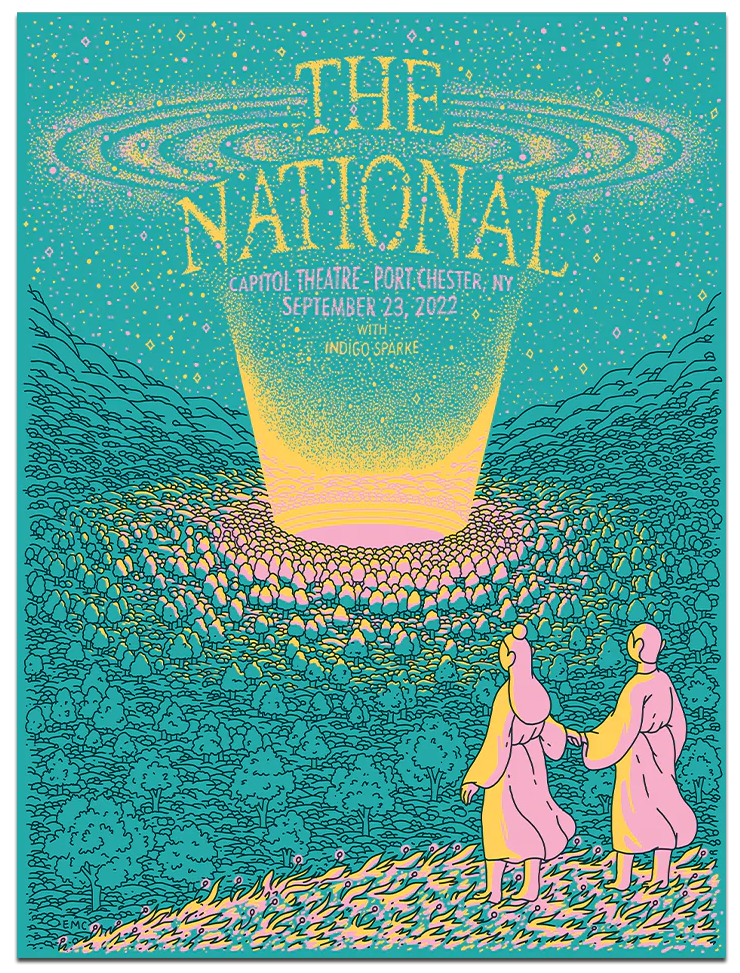 THE
NATIONAL
CAPITOL THEATRE - PORT CHESTER, NY
SEPTEMBER 23, 2022
WITH
INDIGO SPARKE
EMC